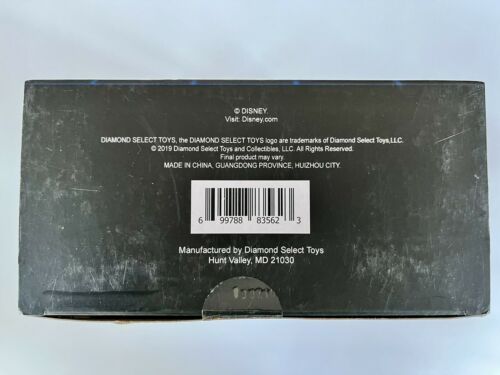 © DISNEY
Visit: Disney.com
DIAMOND SELECT TOYS, the DIAMOND SELECT TOYS logo are trademarks of Diamond Select Toys,LLC.
© 2019 Diamond Select Toys and Collectibles, LLC. All Rights Reserved.
Final product may vary.
MADE IN CHINA, GUANGDONG PROVINCE, HUIZHOU CITY.
6 99788 83562 3
Manufactured by Diamond Select Toys
Hunt Valley, MD 21030